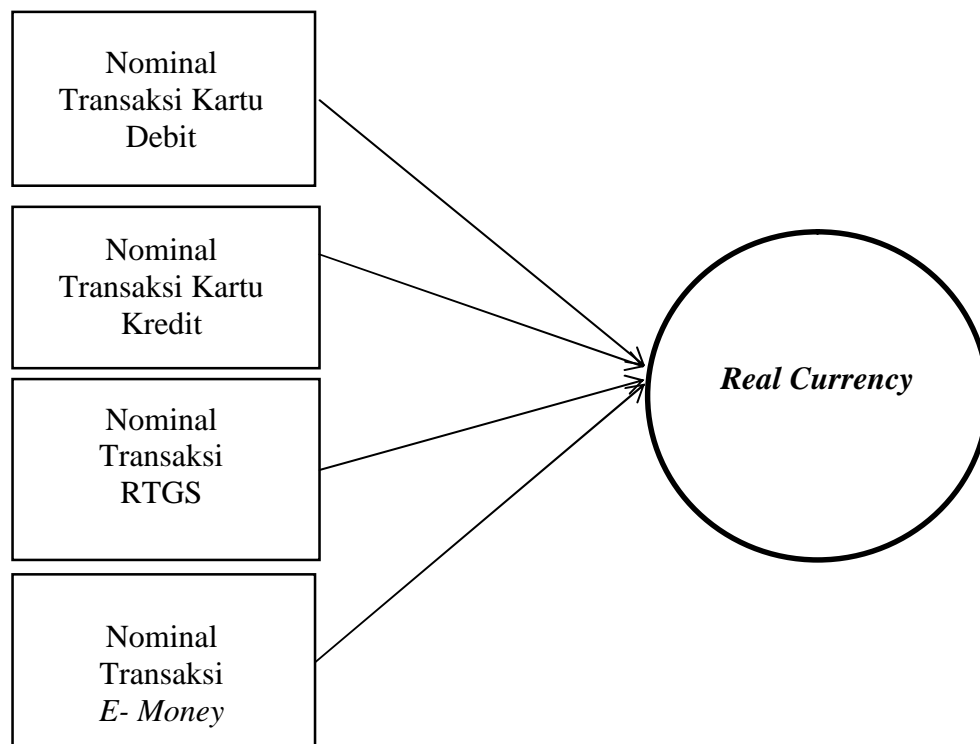 Nominal
Transaksi Kartu
Debit
Nominal
Transaksi Kartu
Kredit
Nominal
Transaksi
RTGS
Nominal
Transaksi
E- Money
Real Currency